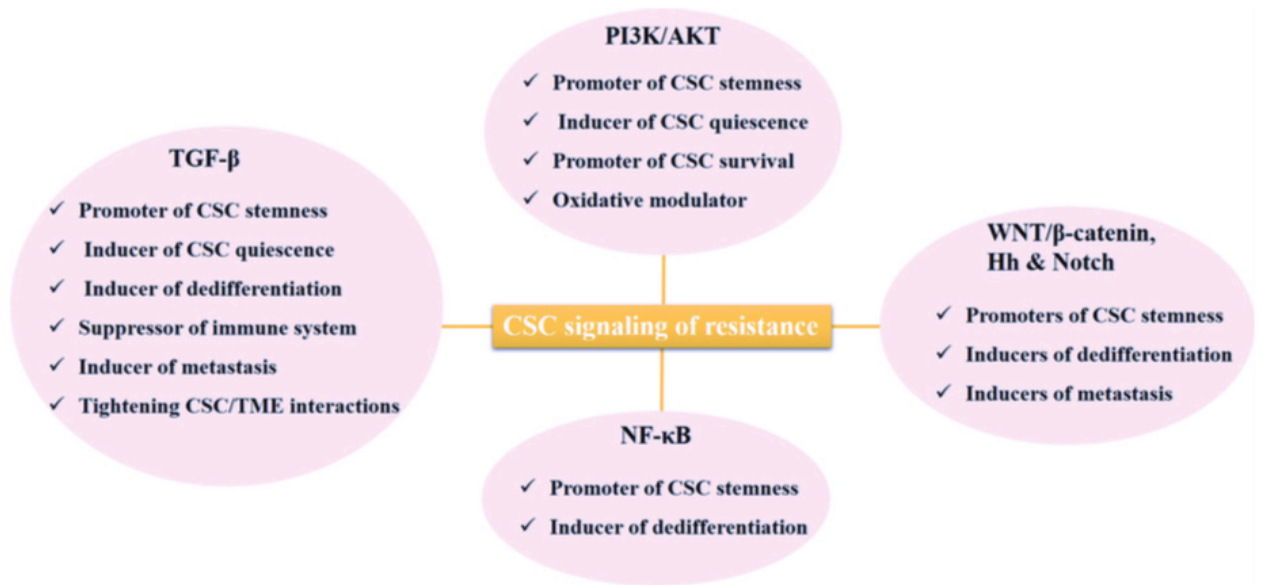 PI3K/AKT
✓ Promoter of CSC stemness
✓ Inducer of CSC quiescence
✓ Promoter of CSC survival
✓ Oxidative modulator
TGF-β
✓ Promoter of CSC stemness
✓ Inducer of CSC quiescence
✓ Inducer of dedifferentiation
✓ Suppressor of immune system
✓ Inducer of metastasis
✓ Tightening CSC/TME interactions
CSC signaling of resistance
WNT/β-catenin,
Hh & Notch
✓ Promoters of CSC stemness
✓ Inducers of dedifferentiation
✓ Inducers of metastasis
NF-κB
✓ Promoter of CSC stemness
✓ Inducer of dedifferentiation